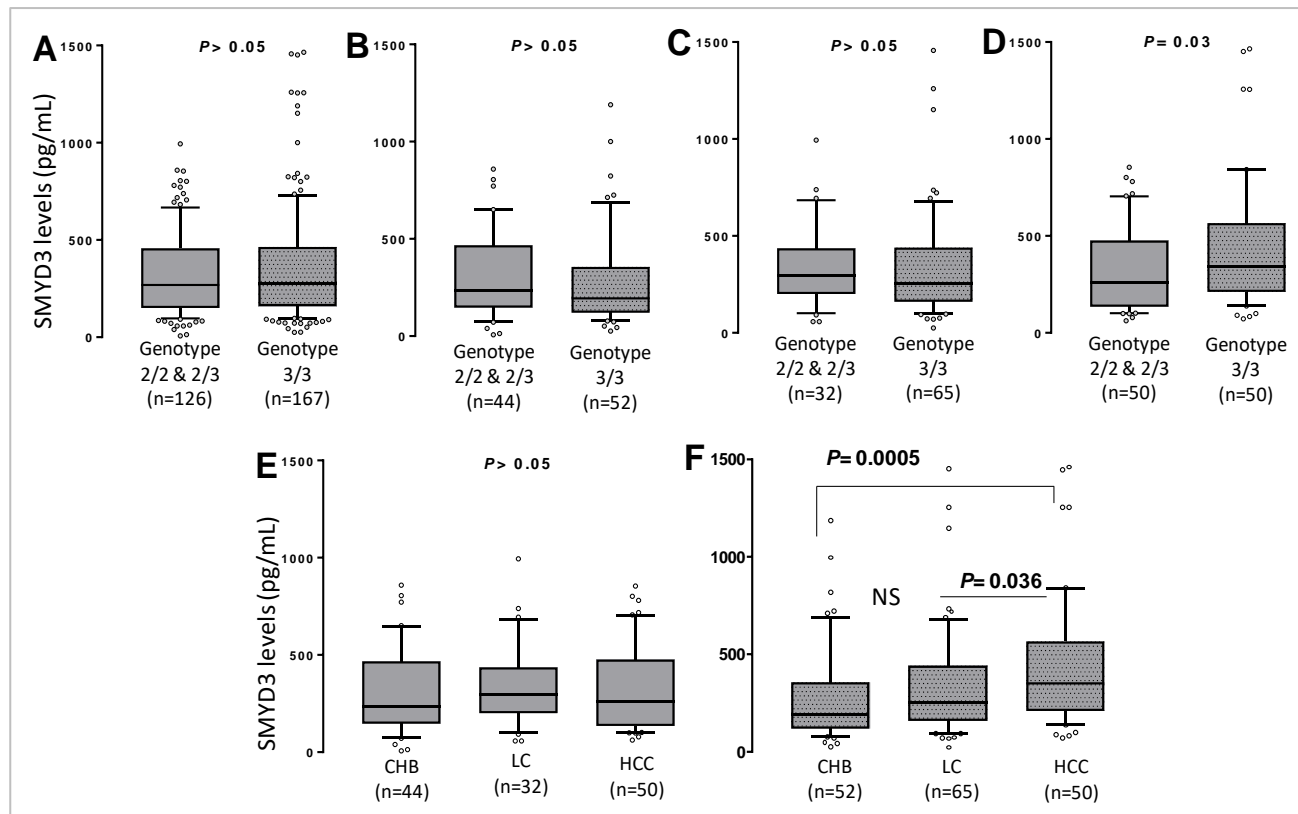 A
P > 0.05
SMYD3 levels (pg/mL)
1500
1000
500
0
Genotype
2/2 & 2/3
(n=126)
Genotype
3/3
(n=167)
B
P > 0.05
1500
1000
500
0
Genotype
2/2 & 2/3
(n=44)
Genotype
3/3
(n=52)
C
P > 0.05
1500
1000
500
0
Genotype
2/2 & 2/3
(n=32)
Genotype
3/3
(n=65)
D
P = 0.03
1500
1000
500
0
Genotype
2/2 & 2/3
(n=50)
Genotype
3/3
(n=50)
E
P > 0.05
SMYD3 levels (pg/mL)
1500
1000
500
0
CHB
(n=44)
LC
(n=32)
HCC
(n=50)
F
P = 0.0005
P = 0.036
NS
1500
1000
500
0
CHB
(n=52)
LC
(n=65)
HCC
(n=50)